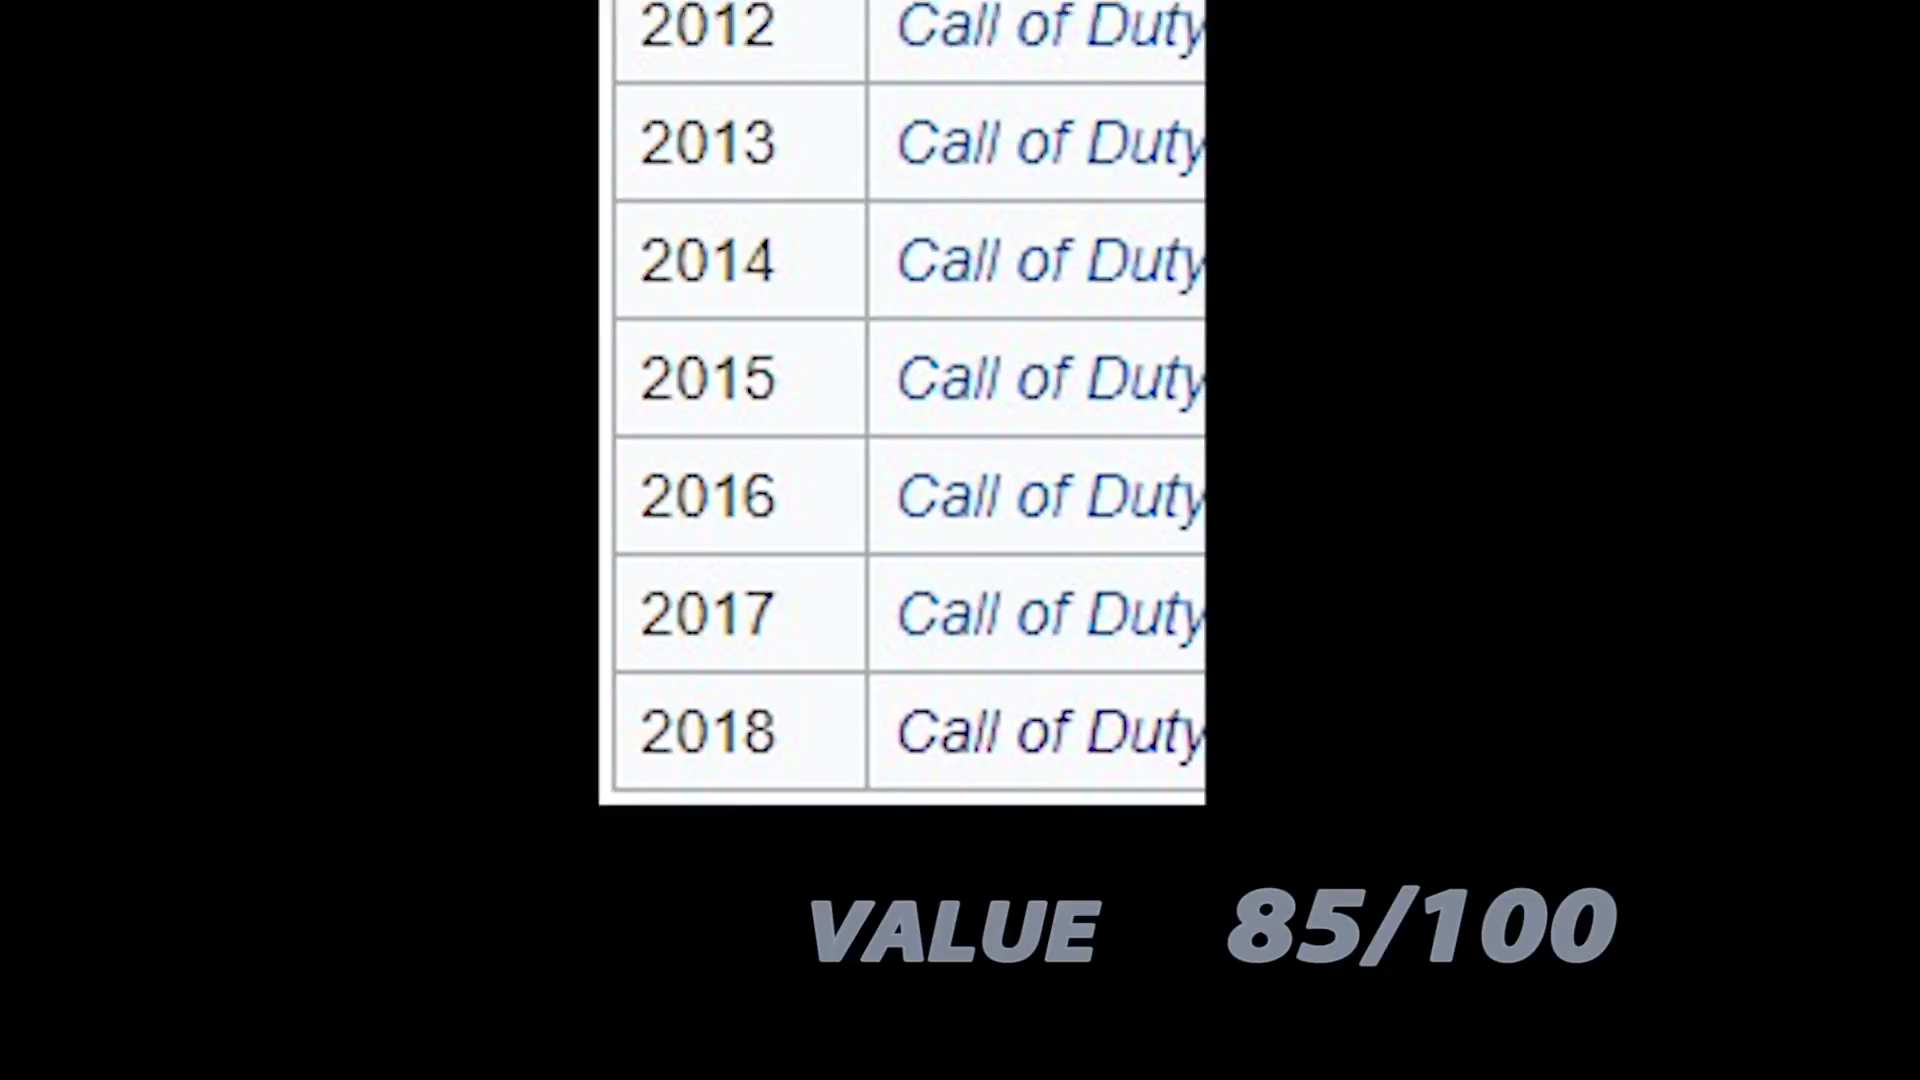 2012 Call of Duty
2013 Call of Duty
2014 Call of Duty
2015 Call of Duty
2016 Call of Duty
2017 Call of Duty
2018 Call of Duty
VALUE 85/100